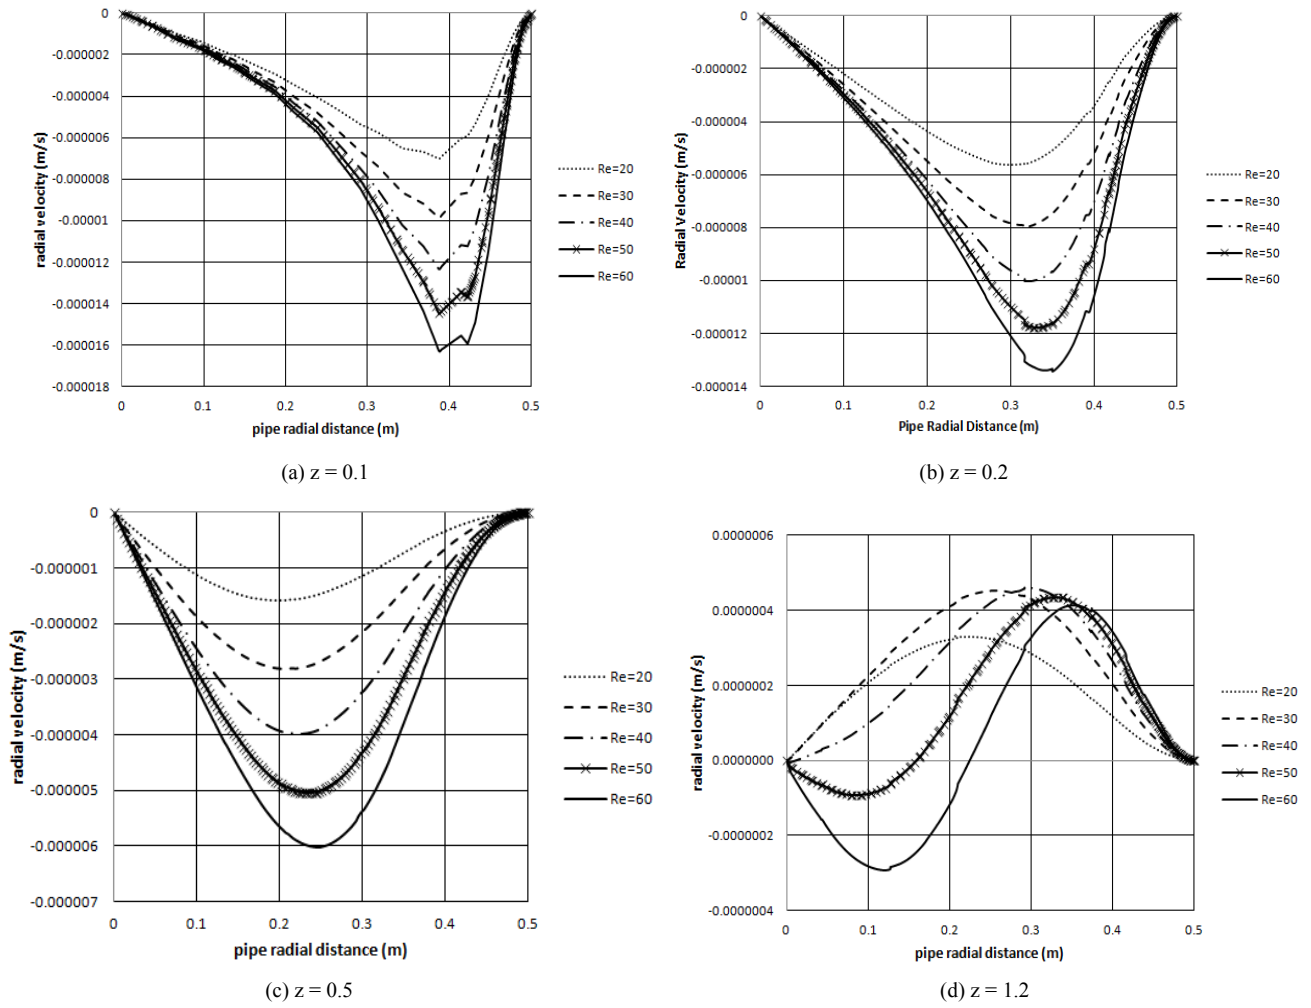 0
-0.000002
-0.000004
-0.000006
-0.000008
-0.00001
-0.000012
-0.000014
-0.000016
-0.000018
radial velocity (m/s)
0 0.1 0.2 0.3 0.4 0.5
pipe radial distance (m)
Re=20
Re=30
Re=40
Re=50
Re=60
(a) z = 0.1
0
-0.000002
-0.000004
-0.000006
-0.000008
-0.00001
-0.000012
-0.000014
Radial Velocity (m/s)
0 0.1 0.2 0.3 0.4 0.5
Pipe Radial Distance (m)
Re=20
Re=30
Re=40
Re=50
Re=60
(b) z = 0.2
0
-0.000001
-0.000002
-0.000003
-0.000004
-0.000005
-0.000006
-0.000007
radial velocity (m/s)
0 0.1 0.2 0.3 0.4 0.5
pipe radial distance (m)
Re=20
Re=30
Re=40
Re=50
Re=60
(c) z = 0.5
0.0000006
0.0000004
0.0000002
0.0000000
-0.0000002
-0.0000004
radial velocity (m/s)
0 0.1 0.2 0.3 0.4 0.5
pipe radial distance (m)
Re=20
Re=30
Re=40
Re=50
Re=60
(d) z = 1.2